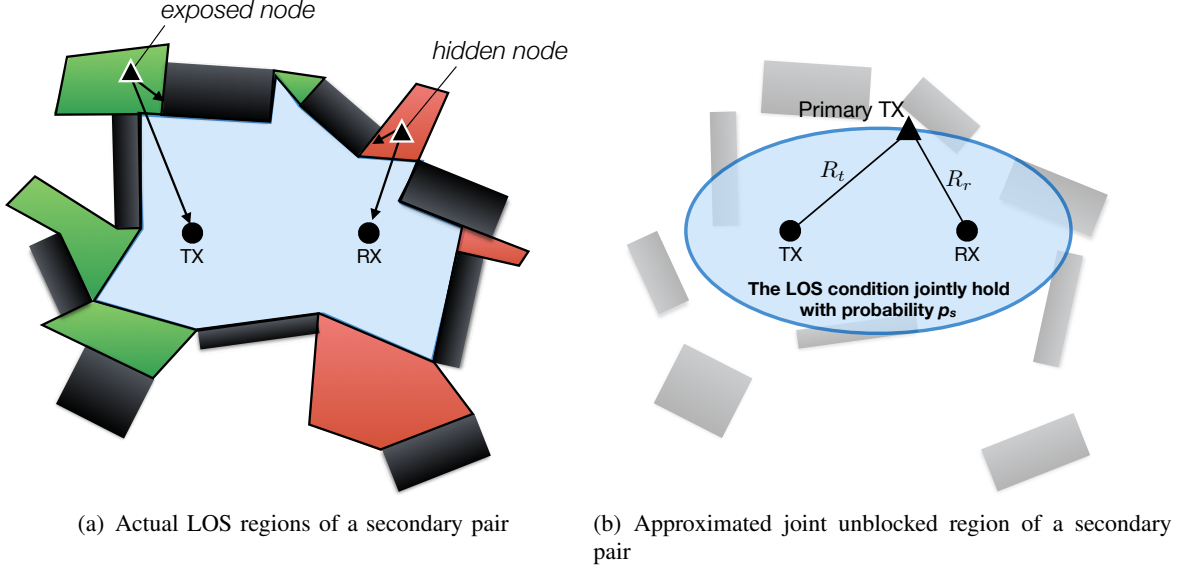 exposed node
hidden node
TX
RX
(a) Actual LOS regions of a secondary pair
Primary TX
R_t
R_r
TX
RX
The LOS condition jointly hold
with probability p_s
(b) Approximated joint unblocked region of a secondary
pair